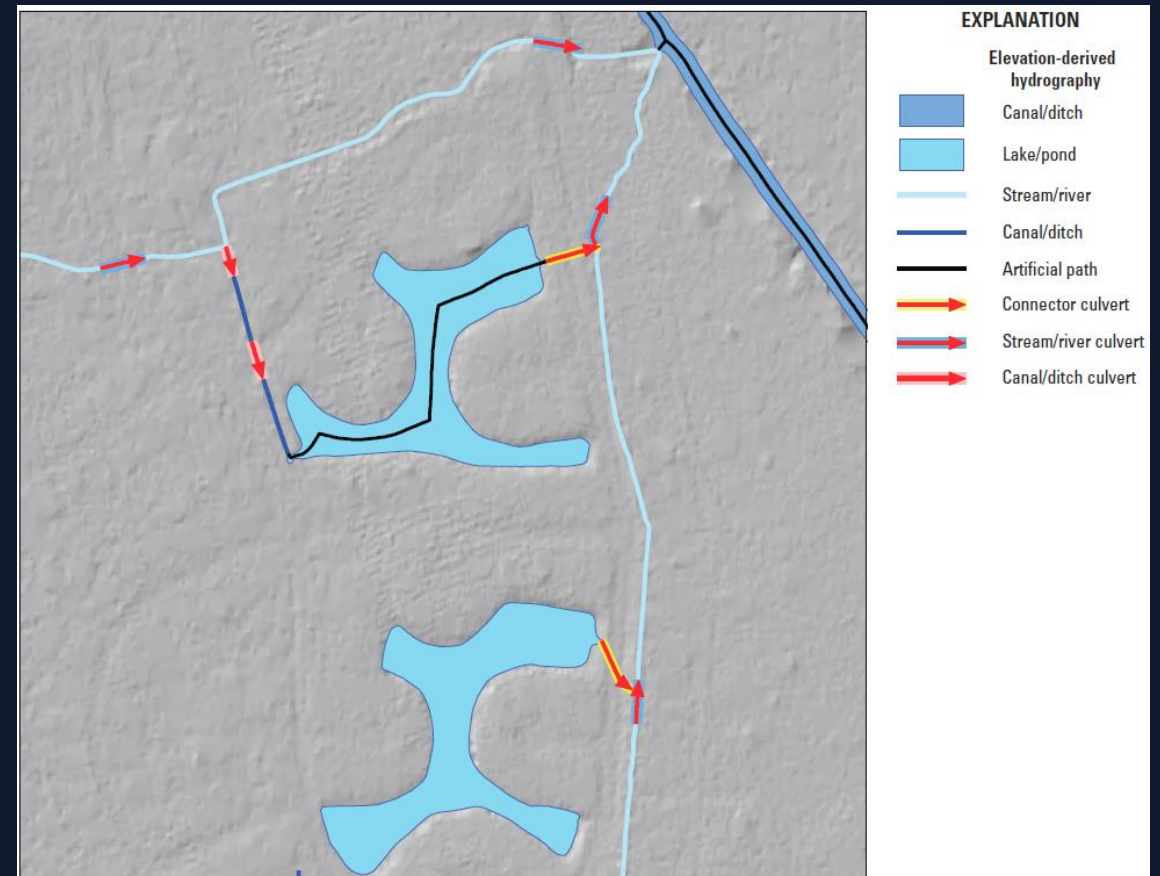 EXPLANATION
Elevation-derived
hydrography
Canal/ditch
Lake/pond
Stream/river
Canal/ditch
Artificial path
Connector culvert
Stream/river culvert
Canal/ditch culvert